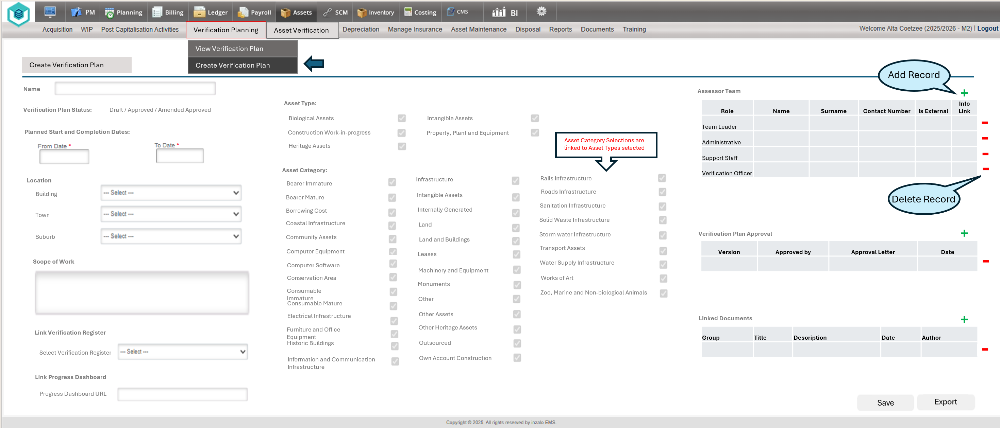 PM
Planning
Billing
Ledger
Payroll
Assets
SCM
Inventory
Costing
CMS
BI
Acquisition
WIP
Post Capitalisation Activities
Verification Planning
Asset Verification
Depreciation
Manage Insurance
Asset Maintenance
Disposal
Reports
Documents
Training
Welcome Alta Coetzee (2025/2026 - M2) | Logout
View Verification Plan
Create Verification Plan
Create Verification Plan
Name
Verification Plan Status: Draft / Approved / Amended Approved
Planned Start and Completion Dates:
From Date *
To Date *
Location
Building --- Select ---
Town --- Select ---
Suburb --- Select ---
Scope of Work
Link Verification Register
Select Verification Register --- Select ---
Link Progress Dashboard
Progress Dashboard URL
Asset Type:
Biological Assets
Construction Work-in-progress
Heritage Assets
Intangible Assets
Property, Plant and Equipment
Asset Category Selections are
linked to Asset Types selected
Asset Category:
Bearer Immature
Bearer Mature
Borrowing Cost
Coastal Infrastructure
Community Assets
Computer Equipment
Computer Software
Conservation Area
Consumable
Immature
Consumable Mature
Electrical Infrastructure
Furniture and Office
Equipment
Historic Buildings
Information and Communication
Infrastructure
Infrastructure
Intangible Assets
Internally Generated
Land
Land and Buildings
Leases
Machinery and Equipment
Monuments
Other
Other Assets
Other Heritage Assets
Outsourced
Own Account Construction
Rails Infrastructure
Roads Infrastructure
Sanitation Infrastructure
Solid Waste Infrastructure
Storm water Infrastructure
Transport Assets
Water Supply Infrastructure
Works of Art
Zoo, Marine and Non-biological Animals
Add Record
Assessor Team
Role Name Surname Contact Number Is External Info
Link
Team Leader
Administrative
Support Staff
Verification Officer
Delete Record
Verification Plan Approval
Version Approved by Approval Letter Date
Linked Documents
Group Title Description Date Author
Save
Export
Copyright © 2025. All rights reserved by inzalo EMS.